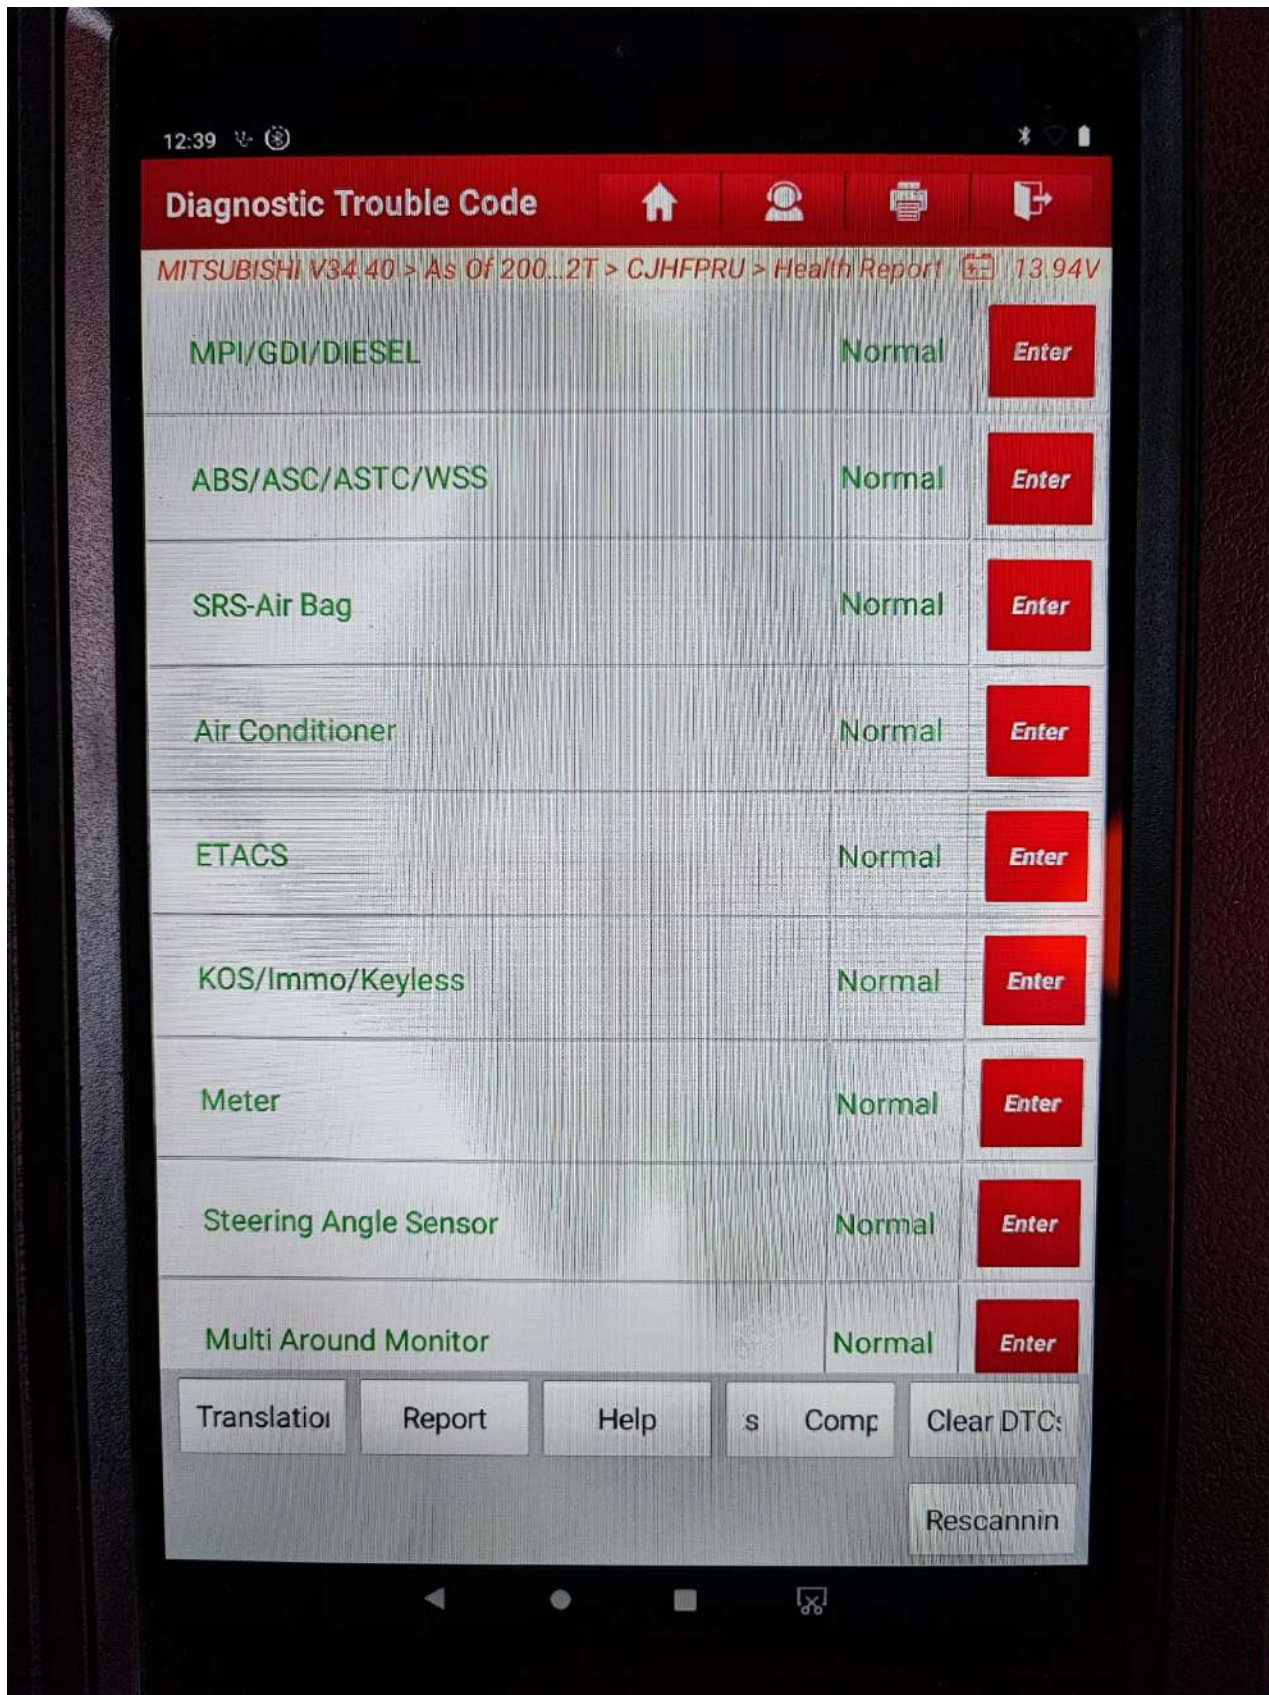 12:39
Diagnostic Trouble Code
MITSUBISHI V34.40 > As Of 200...2T > CJHFPRU > Health Report 13.94V
MPI/GDI/DIESEL Normal Enter
ABS/ASC/ASTC/WSS Normal Enter
SRS-Air Bag Normal Enter
Air Conditioner Normal Enter
ETACS Normal Enter
KOS/Immo/Keyless Normal Enter
Meter Normal Enter
Steering Angle Sensor Normal Enter
Multi Around Monitor Normal Enter
Translation Report Help s Comp Clear DTCs
Rescannin